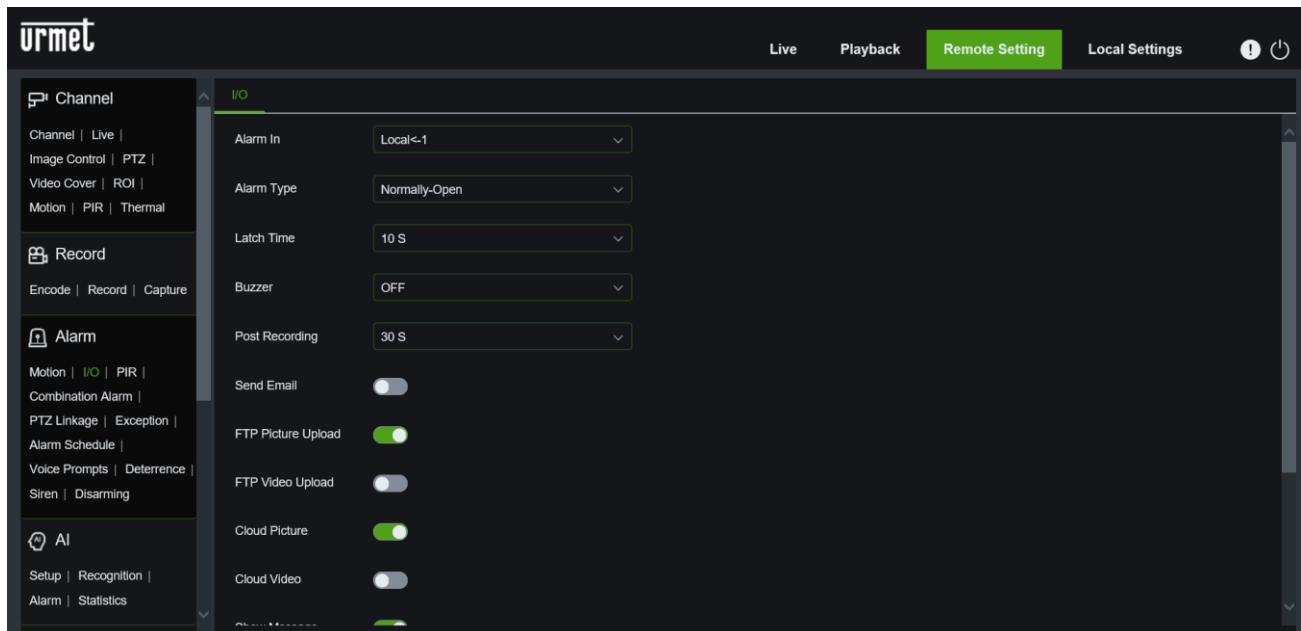 urmet
Live Playback Remote Setting Local Settings
Channel
Channel | Live |
Image Control | PTZ |
Video Cover | ROI |
Motion | PIR | Thermal
Record
Encode | Record | Capture
Alarm
Motion | I/O | PIR |
Combination Alarm |
PTZ Linkage | Exception |
Alarm Schedule |
Voice Prompts | Deterrence |
Siren | Disarming
AI
Setup | Recognition |
Alarm | Statistics
I/O
Alarm In Local<-1
Alarm Type Normally-Open
Latch Time 10 S
Buzzer OFF
Post Recording 30 S
Send Email
FTP Picture Upload
FTP Video Upload
Cloud Picture
Cloud Video
Show Message